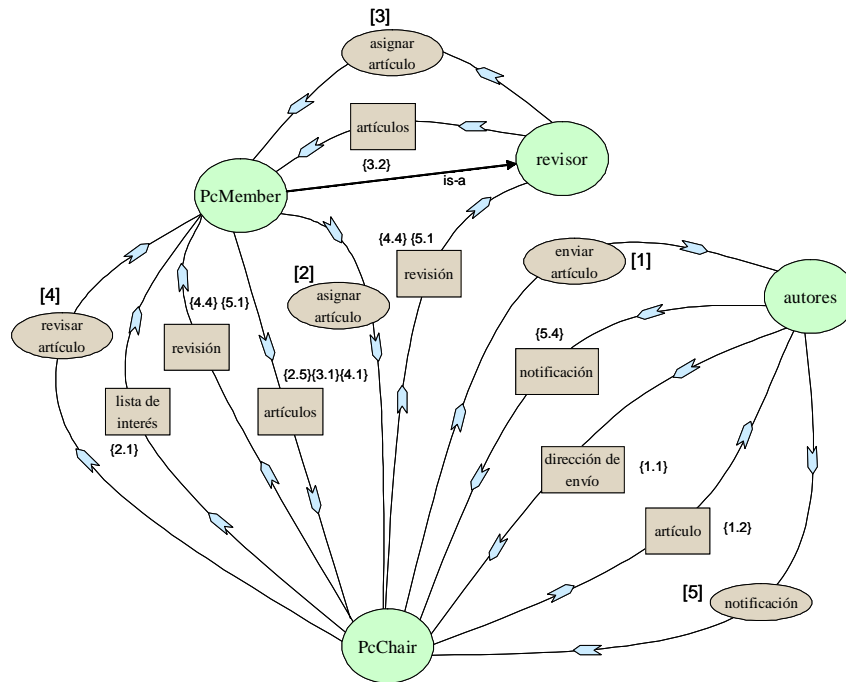 [3]
asignar
artículo
artículos
{3.2}
is-a
revisor
PcMember
{4.4} {5.1
revisión
enviar
artículo
[1]
[2]
asignar
artículo
autores
[4]
revisar
artículo
{4.4} {5.1}
revisión
{5.4}
notificación
{2.5}{3.1}{4.1}
artículos
lista de
interés
{2.1}
dirección de
envío
{1.1}
artículo
{1.2}
[5]
notificación
PcChair